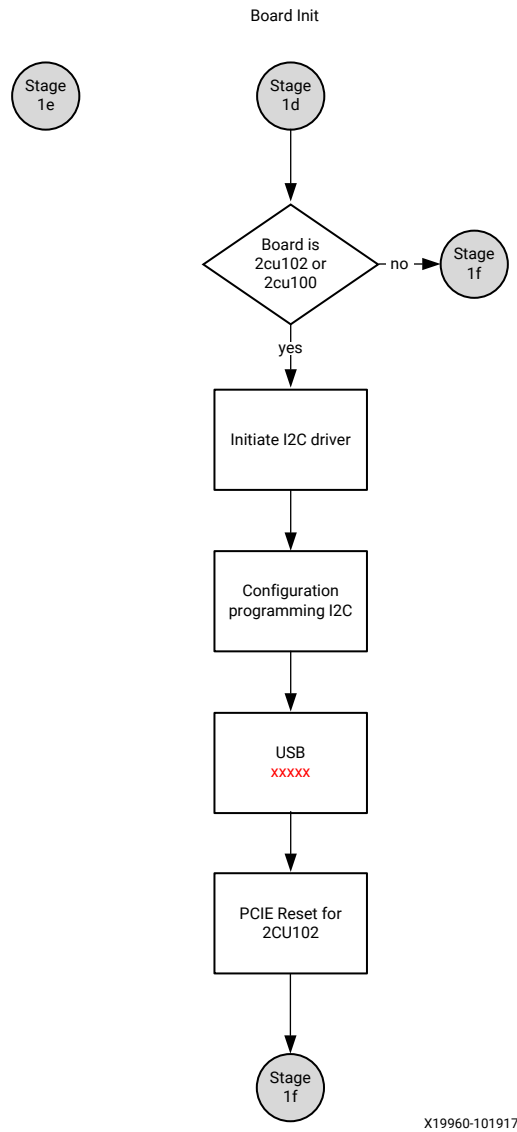 Board Init
Stage
1e
Stage
1d
Board is
2cu102 or
2cu100
no
Stage
1f
yes
Initiate I2C driver
Configuration
programming I2C
USB
xxxxx
PCIE Reset for
2CU102
Stage
1f
X19960-101917